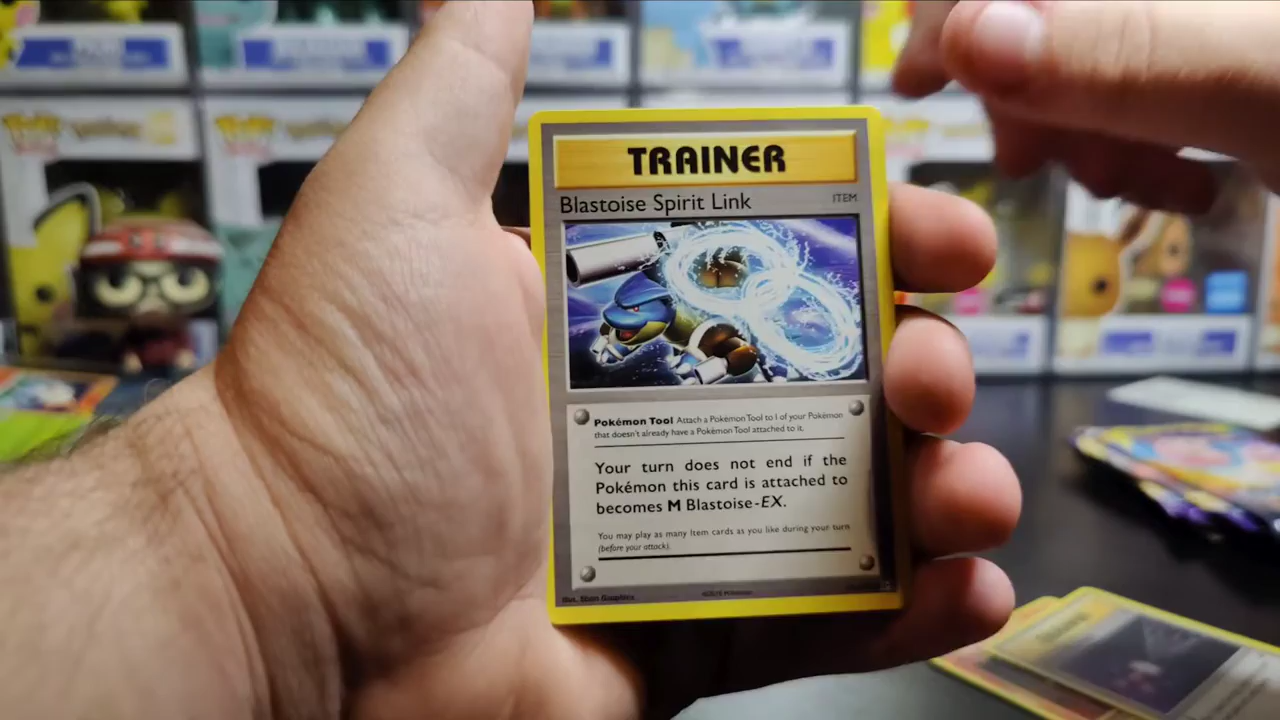 TRAINER
Blastoise Spirit Link
ITEM
Pokémon Tool Attach a Pokémon Tool to 1 of your Pokémon
that doesn't already have a Pokémon Tool attached to it.
Your turn does not end if the
Pokémon this card is attached to
becomes M Blastoise-EX.
You may play as many Item cards as you like during your turn
(before your attack).